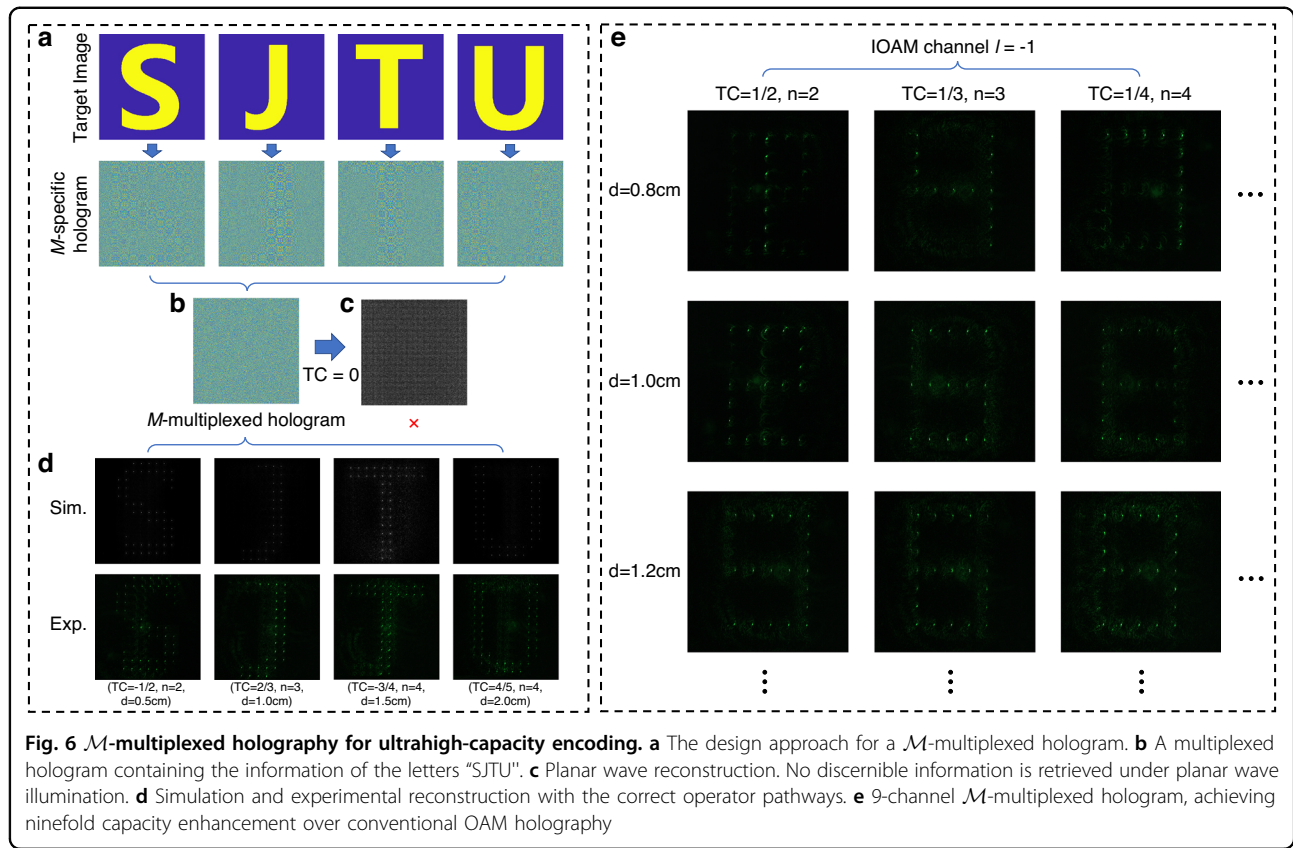 a
Target Image
S J T U
M-specific
hologram
b
c
TC = 0
M-multiplexed hologram
×
d
Sim.
Exp.
(TC=-1/2, n=2,
d=0.5cm)
(TC=2/3, n=3,
d=1.0cm)
(TC=-3/4, n=4,
d=1.5cm)
(TC=4/5, n=4,
d=2.0cm)
e
IOAM channel l = -1
TC=1/2, n=2
TC=1/3, n=3
TC=1/4, n=4
d=0.8cm
d=1.0cm
d=1.2cm
Fig. 6 ℳ-multiplexed holography for ultrahigh-capacity encoding. a The design approach for a ℳ-multiplexed hologram. b A multiplexed
hologram containing the information of the letters “SJTU''. c Planar wave reconstruction. No discernible information is retrieved under planar wave
illumination. d Simulation and experimental reconstruction with the correct operator pathways. e 9-channel ℳ-multiplexed hologram, achieving
ninefold capacity enhancement over conventional OAM holography